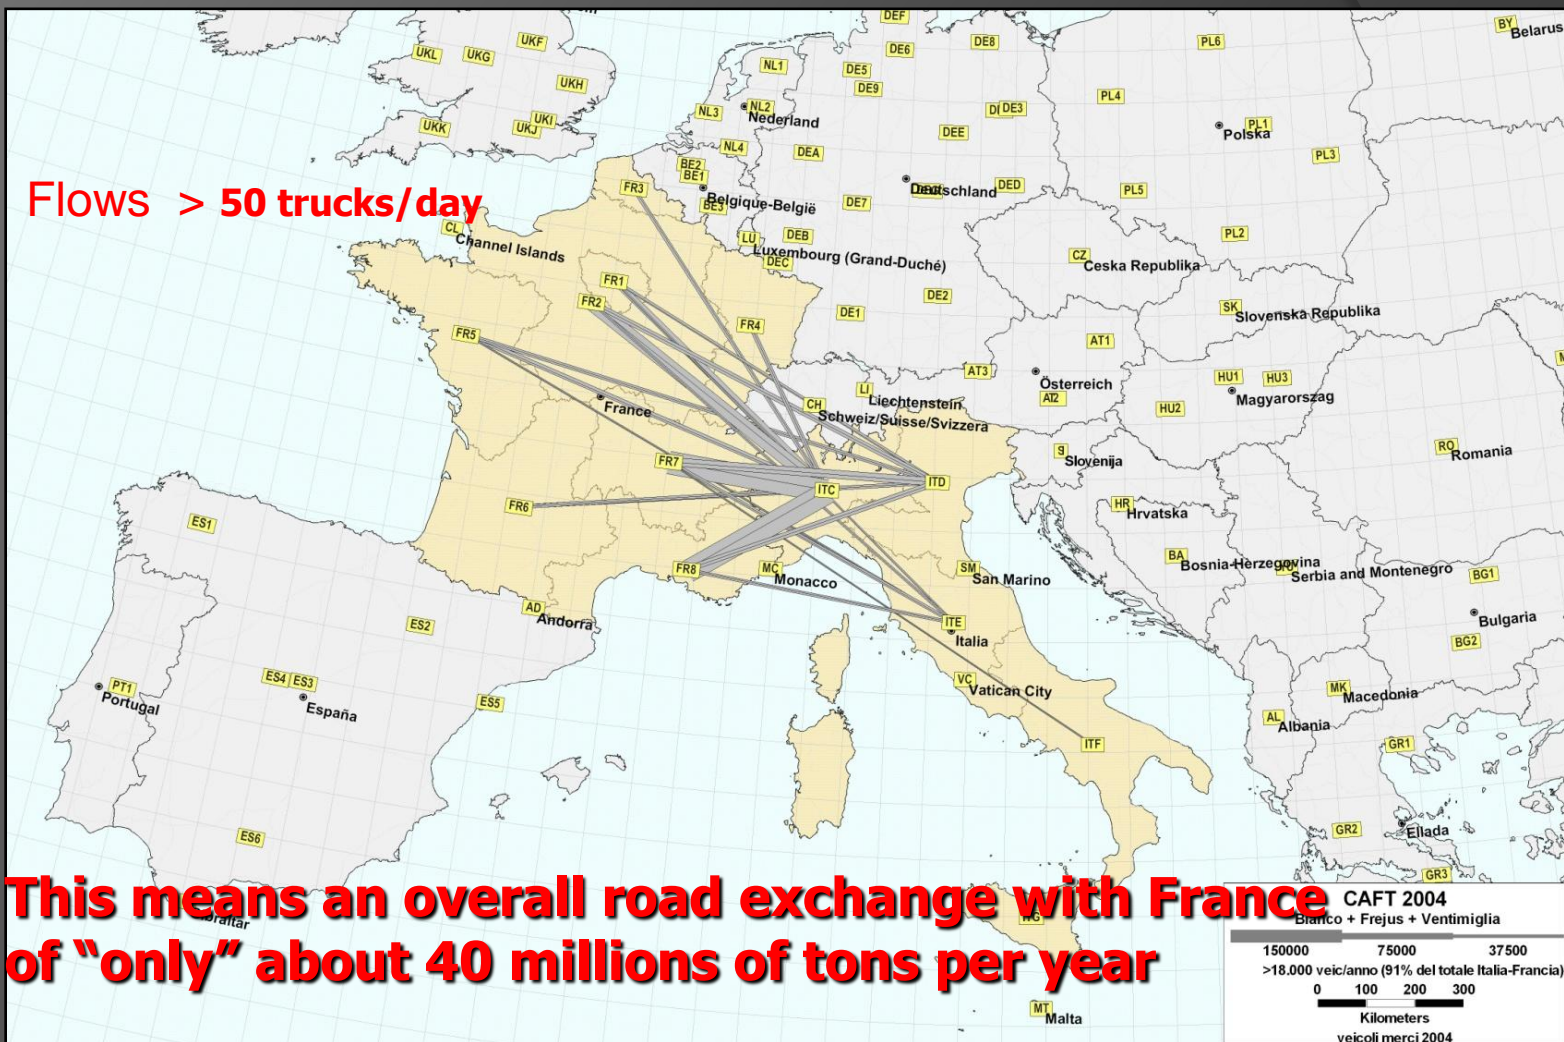 UKF
UKL
UKG
UKH
UKI
UKK
UKJ
DEF
DE6
DE8
NL1
DE5
DE9
NL3
NL2
Nederland
DE3
DEE
NL4
DEA
PL6
BY
Belarus
PL4
PL1
Polska
PL3
PL5
PL2
Flows > 50 trucks/day
FR3
BE2
BE1
Belgique-België
BE3
Deutschland
DED
DE7
CL
Channel Islands
LU
DEB
Luxembourg (Grand-Duché)
DEC
CZ
Ceska Republika
FR1
FR2
FR4
DE1
DE2
SK
Slovenska Republika
FR5
AT1
AT3
Österreich
AT2
HU1
HU3
Magyarorszag
HU2
LI
Liechtenstein
CH
Schweiz/Suisse/Svizzera
France
RO
Romania
SI
Slovenija
FR7
ITC
ITD
FR6
HR
Hrvatska
ES1
BA
Bosnia-Herzegovina
Serbia and Montenegro
BG1
FR8
MC
Monacco
SM
San Marino
AD
Andorra
ES2
ITE
Italia
Bulgaria
BG2
ES4
ES3
España
PT1
Portugal
ES5
VC
Vatican City
MK
Macedonia
AL
Albania
ITF
GR1
ES6
GR2
Ellada
GR3
This means an overall road exchange with France
of “only” about 40 millions of tons per year
MT
Malta
CAFT 2004
Bianco + Frejus + Ventimiglia
150000 75000 37500
>18.000 veic/anno (91% del totale Italia-Francia)
0 100 200 300
Kilometers
veicoli merci 2004